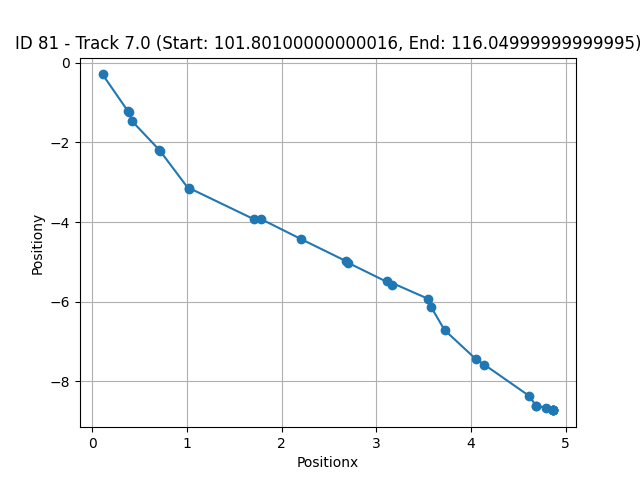 ID 81 - Track 7.0 (Start: 101.80100000000016, End: 116.04999999999995)
0
−2
−4
−6
−8
Positiony
0 1 2 3 4 5
Positionx